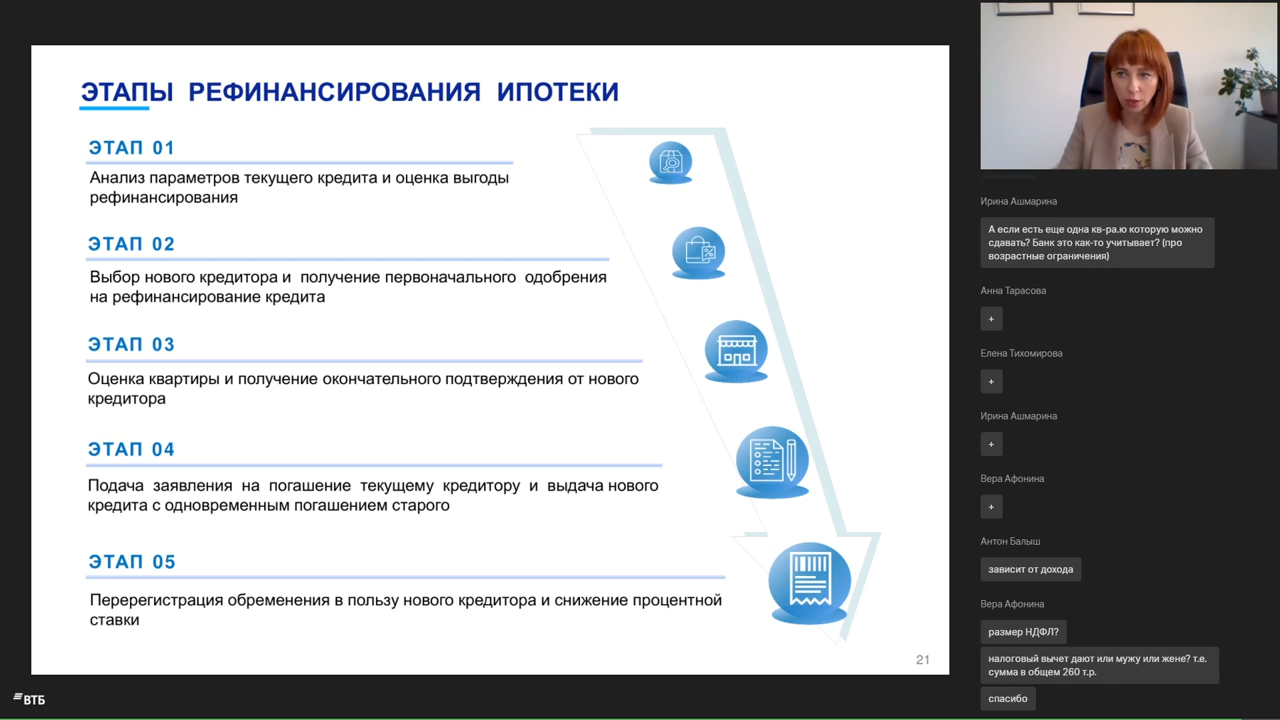 ЭТАПЫ РЕФИНАНСИРОВАНИЯ ИПОТЕКИ
ЭТАП 01
Анализ параметров текущего кредита и оценка выгоды
рефинансирования
ЭТАП 02
Выбор нового кредитора и получение первоначального одобрения
на рефинансирование кредита
ЭТАП 03
Оценка квартиры и получение окончательного подтверждения от нового
кредитора
ЭТАП 04
Подача заявления на погашение текущему кредитору и выдача нового
кредита с одновременным погашением старого
ЭТАП 05
Перерегистрация обременения в пользу нового кредитора и снижение процентной
ставки
21
ВТБ
Ирина Ашмарина
А если есть еще одна кв-ра.ю которую можно
сдавать? Банк это как-то учитывает? (про
возрастные ограничения)
Анна Тарасова
+
Елена Тихомирова
+
Ирина Ашмарина
+
Вера Афонина
+
Антон Балыш
зависит от дохода
Вера Афонина
размер НДФЛ?
налоговый вычет дают или мужу или жене? т.е.
сумма в общем 260 т.р.
спасибо